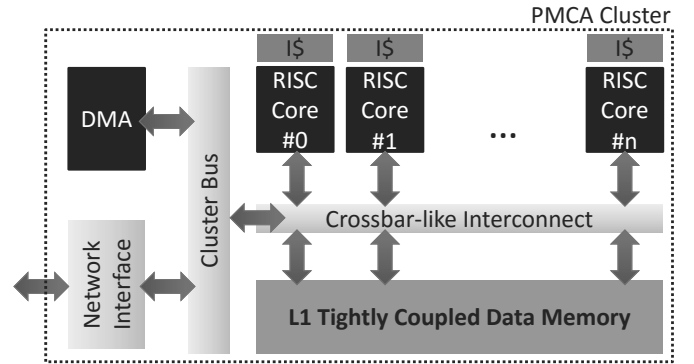 PMCA Cluster
I$
I$
I$
DMA
RISC
Core
#0
RISC
Core
#1
...
RISC
Core
#n
Cluster Bus
Crossbar-like Interconnect
Network
Interface
L1 Tightly Coupled Data Memory